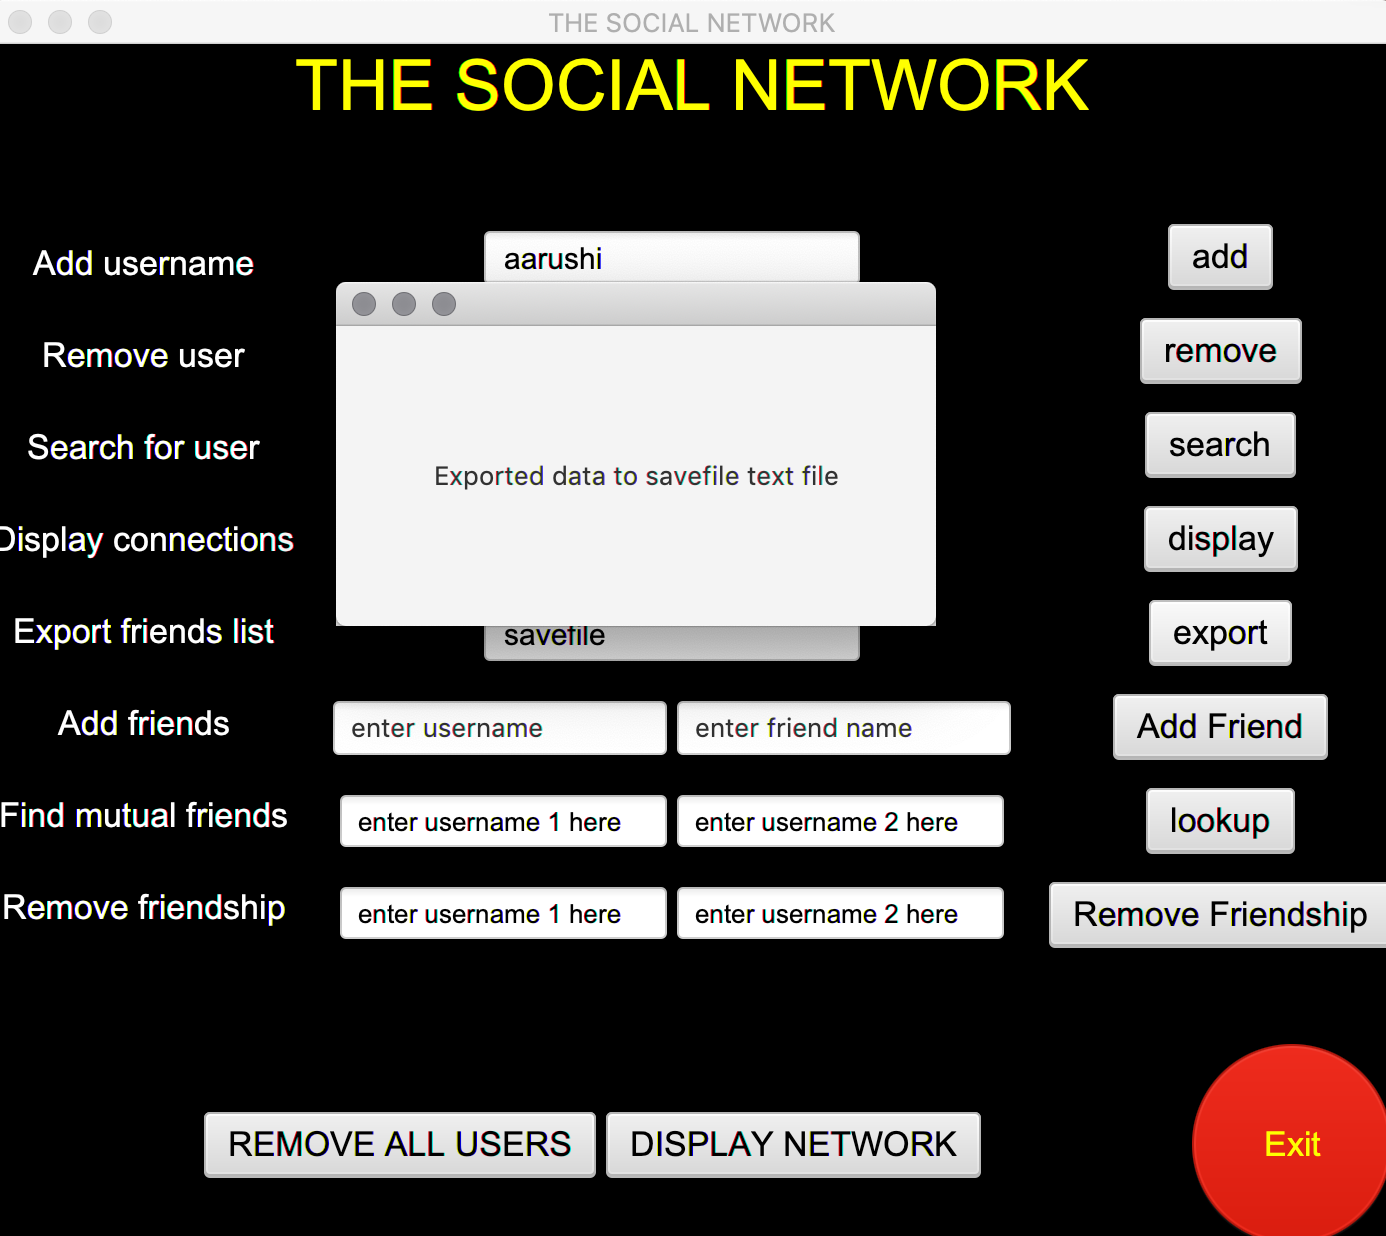 THE SOCIAL NETWORK
THE SOCIAL NETWORK
Add username
aarushi
add
Remove user
remove
Search for user
search
Exported data to savefile text file
Display connections
display
Export friends list
savefile
export
Add friends
enter username
enter friend name
Add Friend
Find mutual friends
enter username 1 here
enter username 2 here
lookup
Remove friendship
enter username 1 here
enter username 2 here
Remove Friendship
REMOVE ALL USERS
DISPLAY NETWORK
Exit